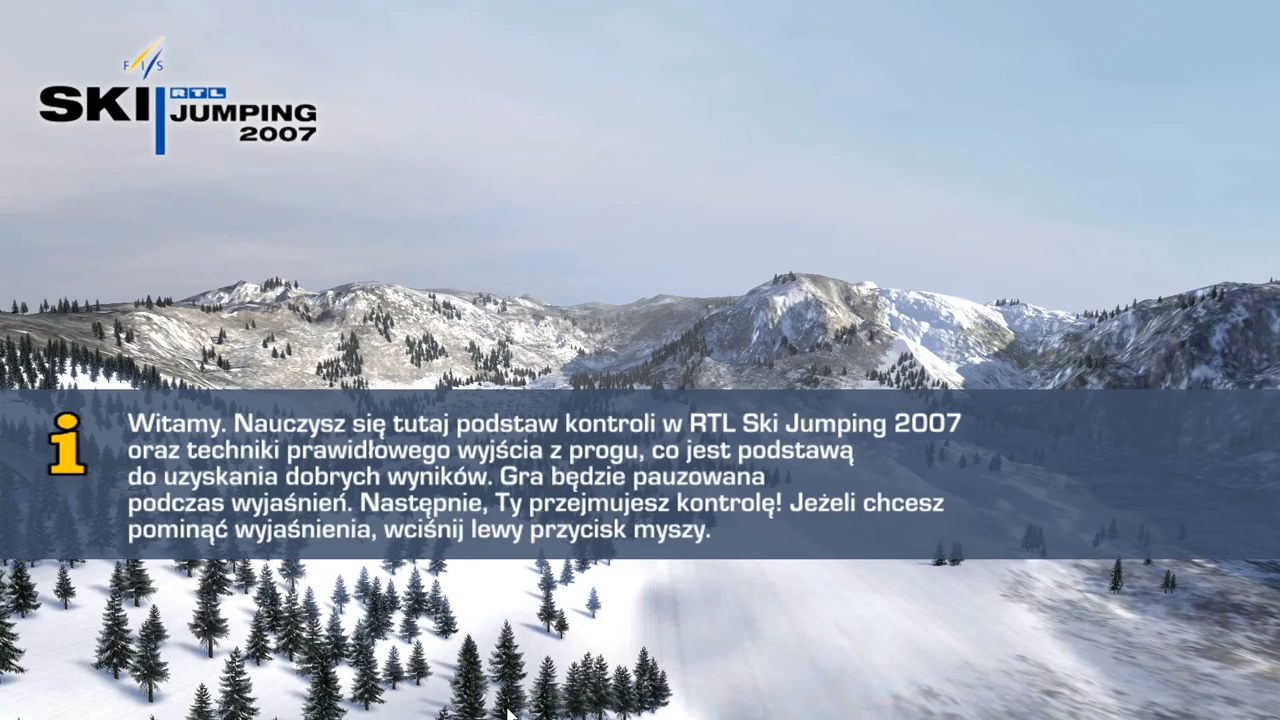 FIS
SKI RTL JUMPING
2007
Witamy. Nauczysz się tutaj podstaw kontroli w RTL Ski Jumping 2007
oraz techniki prawidłowego wyjścia z progu, co jest podstawą
do uzyskania dobrych wyników. Gra będzie pauzowana
podczas wyjaśnień. Następnie, Ty przejmujesz kontrolę! Jeżeli chcesz
pominąć wyjaśnienia, wciśnij lewy przycisk myszy.